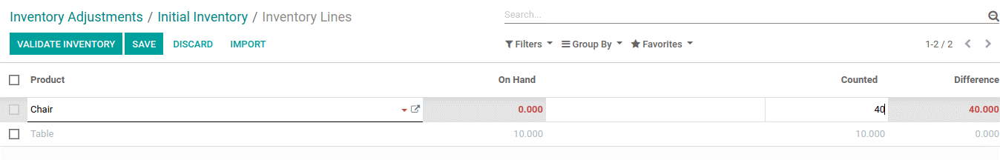 Inventory Adjustments / Initial Inventory / Inventory Lines
Search...
VALIDATE INVENTORY SAVE DISCARD IMPORT
Filters Group By Favorites
1-2 / 2
Product On Hand Counted Difference
Chair 0.000 40 40.000
Table 10.000 10.000 0.000